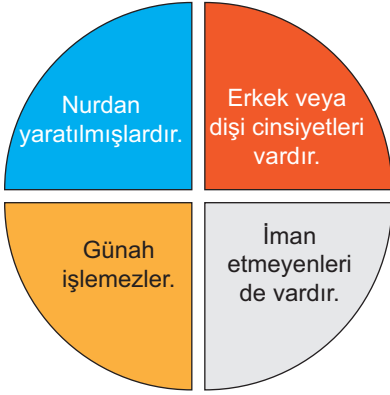 Nurdan
yaratılmışlardır.
Erkek veya
dişi cinsiyetleri
vardır.
Günah
işlemezler.
İman
etmeyenleri
de vardır.